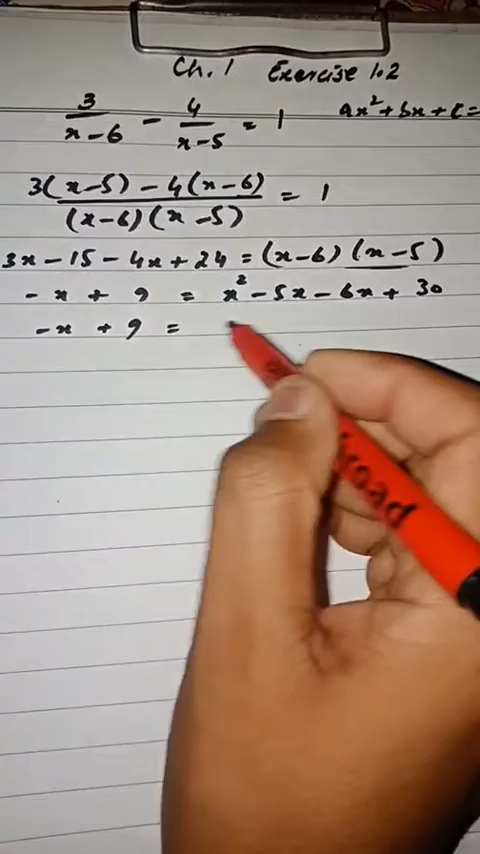 Ch. 1 Exercise 1.2
3/(x-6) - 4/(x-5) = 1 ax² + bx + c =
3(x-5) - 4(x-6)/(x-6)(x-5) = 1
3x - 15 - 4x + 24 = (x-6)(x-5)
- x + 9 = x² - 5x - 6x + 30
- x + 9 =